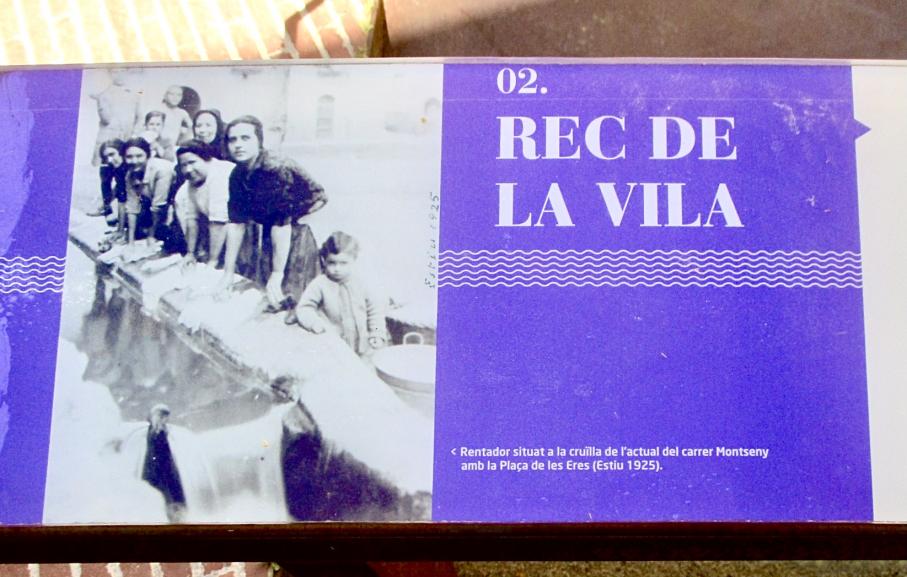 02.
REC DE
LA VILA
Estiu 1925
< Rentador situat a la cruïlla de l'actual del carrer Montseny
amb la Plaça de les Eres (Estiu 1925).